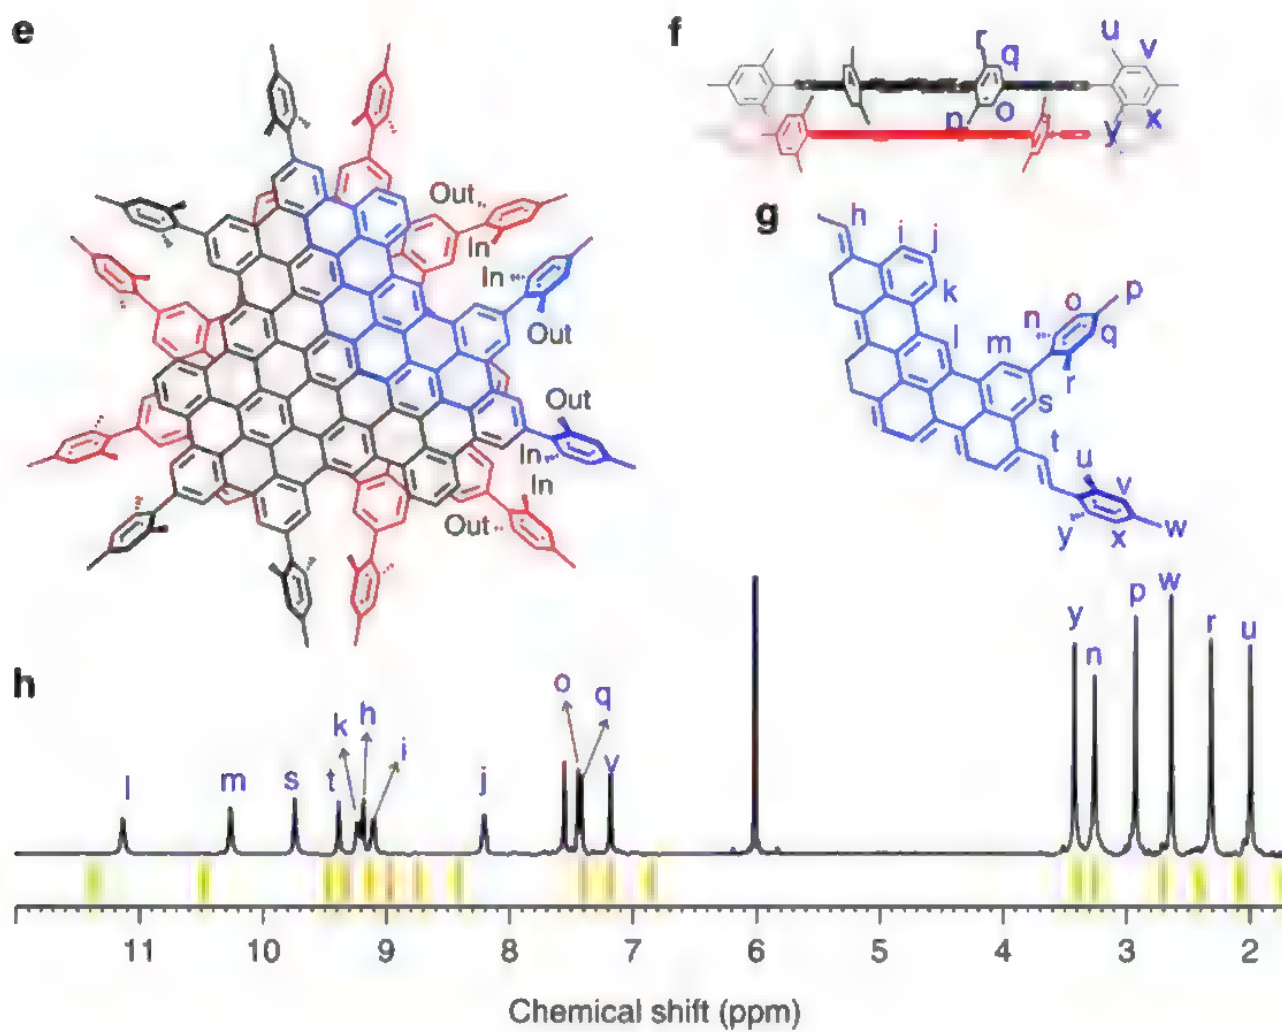 e
Out
In
In
Out
Out
In
In
Out
f
r
q
u
v
n
o
y
x
g
h
i
j
k
l
m
n
o
p
q
r
s
t
u
v
w
x
y
h
l
m
s
t
k
h
i
j
o
q
v
y
n
p
w
r
u
11 10 9 8 7 6 5 4 3 2
Chemical shift (ppm)